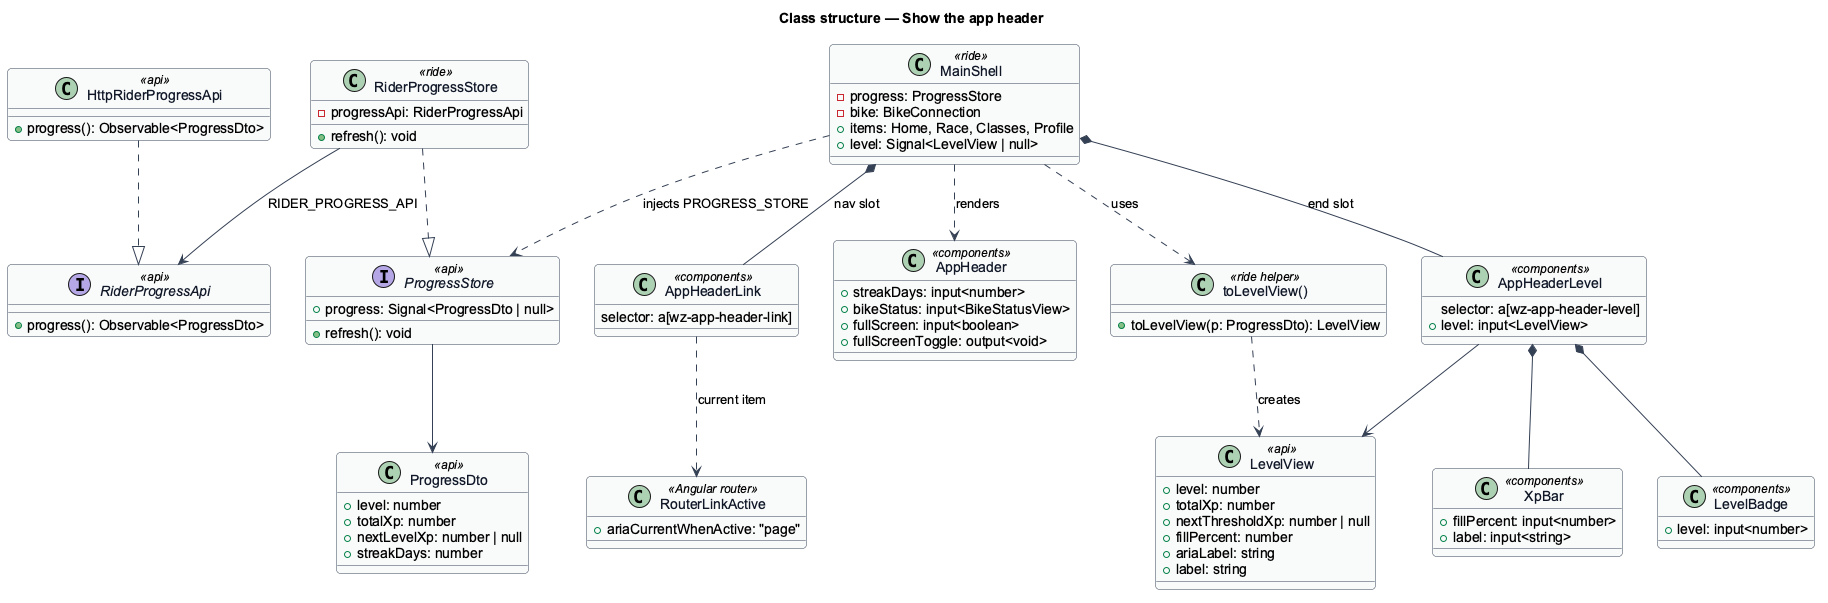 Class structure — Show the app header
«api»
HttpRiderProgressApi
progress(): Observable<ProgressDto>
«ride»
RiderProgressStore
progressApi: RiderProgressApi
refresh(): void
«ride»
MainShell
progress: ProgressStore
bike: BikeConnection
items: Home, Race, Classes, Profile
level: Signal<LevelView | null>
RIDER_PROGRESS_API
injects PROGRESS_STORE
nav slot
renders
uses
end slot
«api»
RiderProgressApi
progress(): Observable<ProgressDto>
«api»
ProgressStore
progress: Signal<ProgressDto | null>
refresh(): void
«components»
AppHeaderLink
selector: a[wz-app-header-link]
«components»
AppHeader
streakDays: input<number>
bikeStatus: input<BikeStatusView>
fullScreen: input<boolean>
fullScreenToggle: output<void>
«ride helper»
toLevelView()
toLevelView(p: ProgressDto): LevelView
«components»
AppHeaderLevel
selector: a[wz-app-header-level]
level: input<LevelView>
current item
creates
«api»
ProgressDto
level: number
totalXp: number
nextLevelXp: number | null
streakDays: number
«Angular router»
RouterLinkActive
ariaCurrentWhenActive: "page"
«api»
LevelView
level: number
totalXp: number
nextThresholdXp: number | null
fillPercent: number
ariaLabel: string
label: string
«components»
XpBar
fillPercent: input<number>
label: input<string>
«components»
LevelBadge
level: input<number>